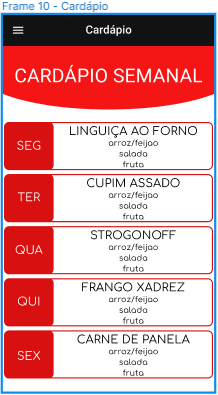 Frame 10 - Cardápio
Cardápio
CARDÁPIO SEMANAL
SEG
LINGUIÇA AO FORNO
arroz/feijao
salada
fruta
TER
CUPIM ASSADO
arroz/feijao
salada
fruta
QUA
STROGONOFF
arroz/feijao
salada
fruta
QUI
FRANGO XADREZ
arroz/feijao
salada
fruta
SEX
CARNE DE PANELA
arroz/feijao
salada
fruta